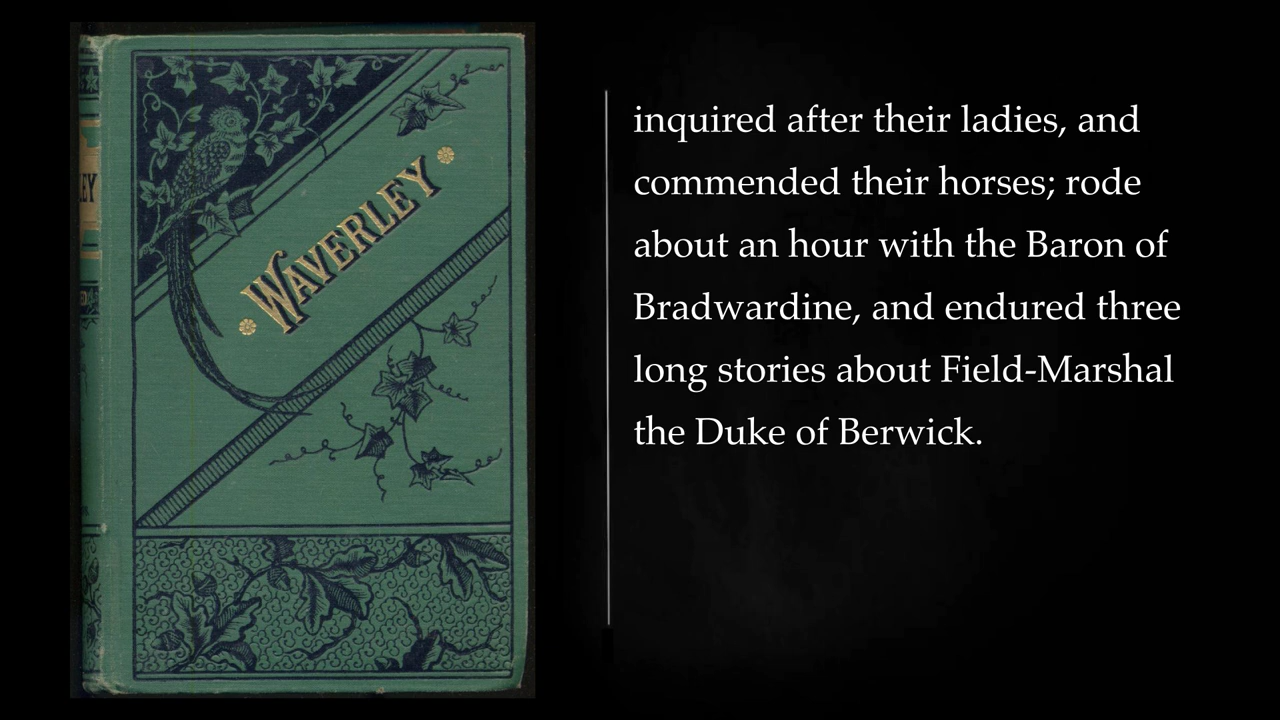 WAVERLEY
EY
inquired after their ladies, and
commended their horses; rode
about an hour with the Baron of
Bradwardine, and endured three
long stories about Field-Marshal
the Duke of Berwick.